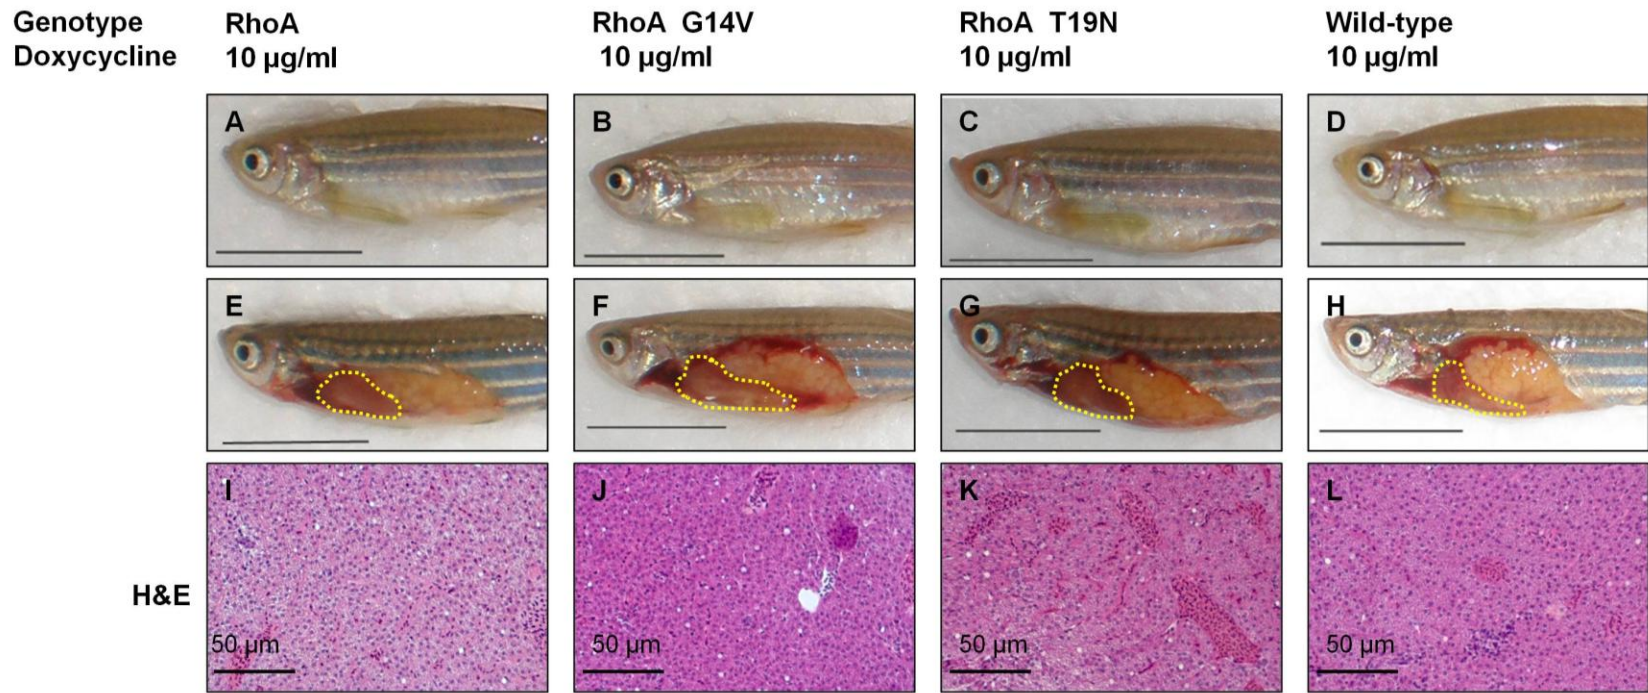 Genotype RhoA RhoA G14V RhoA T19N Wild-type
Doxycycline 10 µg/ml 10 µg/ml 10 µg/ml 10 µg/ml
A B C D
E F G H
I J K L
H&E
50 µm 50 µm 50 µm 50 µm